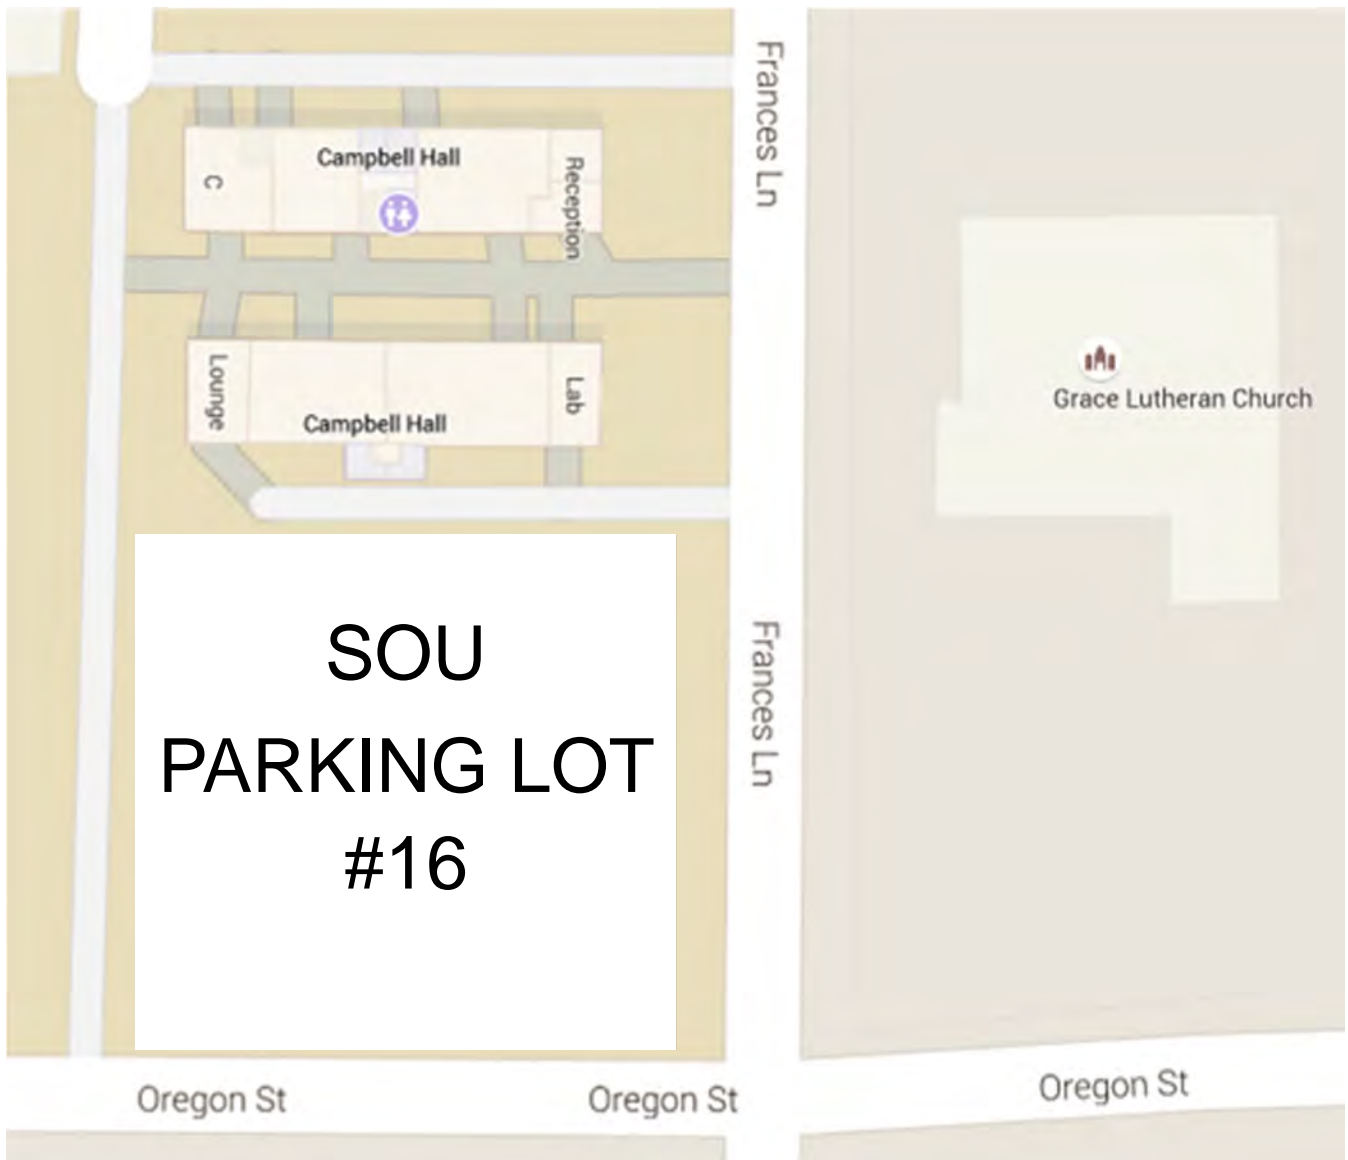 Frances Ln
Campbell Hall
C
Reception
Lounge
Lab
Campbell Hall
Grace Lutheran Church
SOU
PARKING LOT
#16
Frances Ln
Oregon St
Oregon St
Oregon St